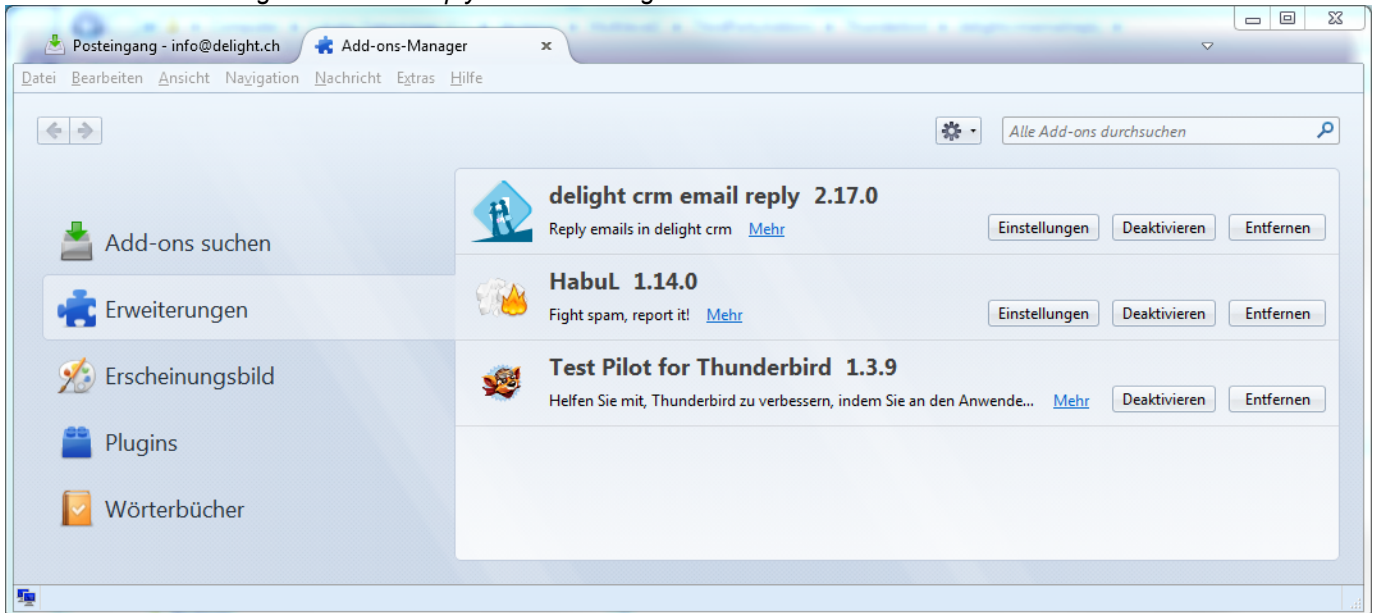 Posteingang - info@delight.ch Add-ons-Manager x
Datei Bearbeiten Ansicht Navigation Nachricht Extras Hilfe
Alle Add-ons durchsuchen
Add-ons suchen
Erweiterungen
Erscheinungsbild
Plugins
Wörterbücher
delight crm email reply 2.17.0
Reply emails in delight crm Mehr Einstellungen Deaktivieren Entfernen
HabuL 1.14.0
Fight spam, report it! Mehr Einstellungen Deaktivieren Entfernen
Test Pilot for Thunderbird 1.3.9
Helfen Sie mit, Thunderbird zu verbessern, indem Sie an den Anwende... Mehr Deaktivieren Entfernen